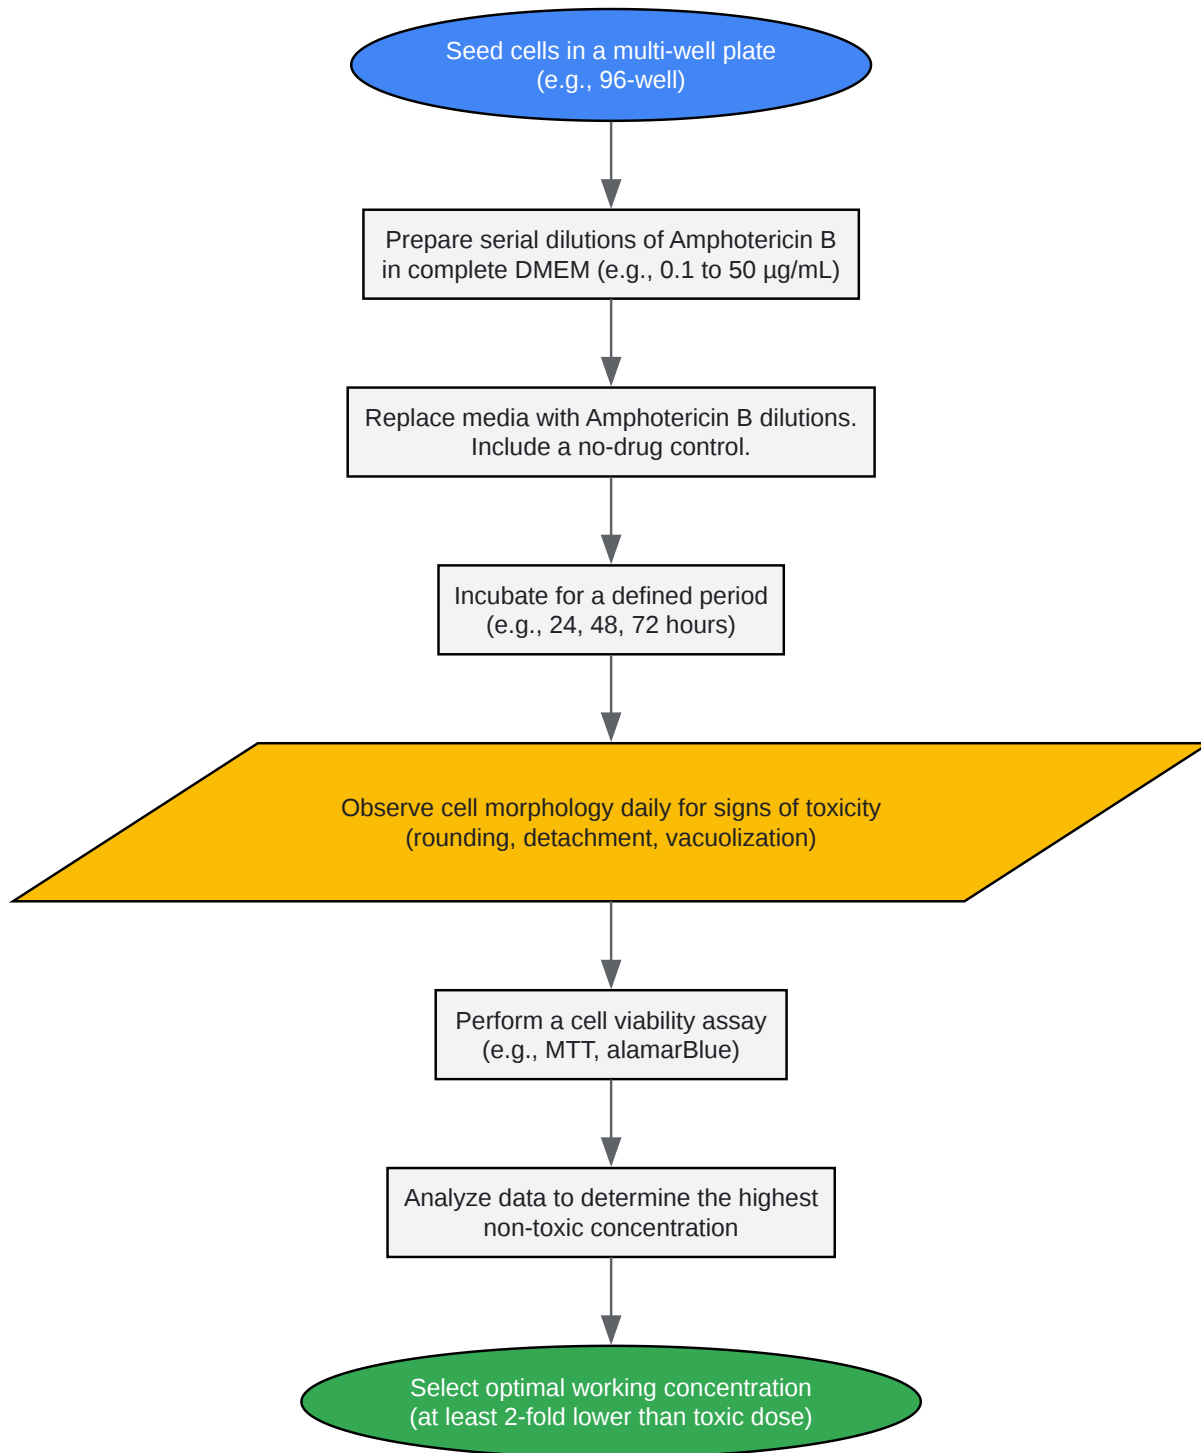 Seed cells in a multi-well plate
(e.g., 96-well)
Prepare serial dilutions of Amphotericin B
in complete DMEM (e.g., 0.1 to 50 µg/mL)
Replace media with Amphotericin B dilutions.
Include a no-drug control.
Incubate for a defined period
(e.g., 24, 48, 72 hours)
Observe cell morphology daily for signs of toxicity
(rounding, detachment, vacuolization)
Perform a cell viability assay
(e.g., MTT, alamarBlue)
Analyze data to determine the highest
non-toxic concentration
Select optimal working concentration
(at least 2-fold lower than toxic dose)